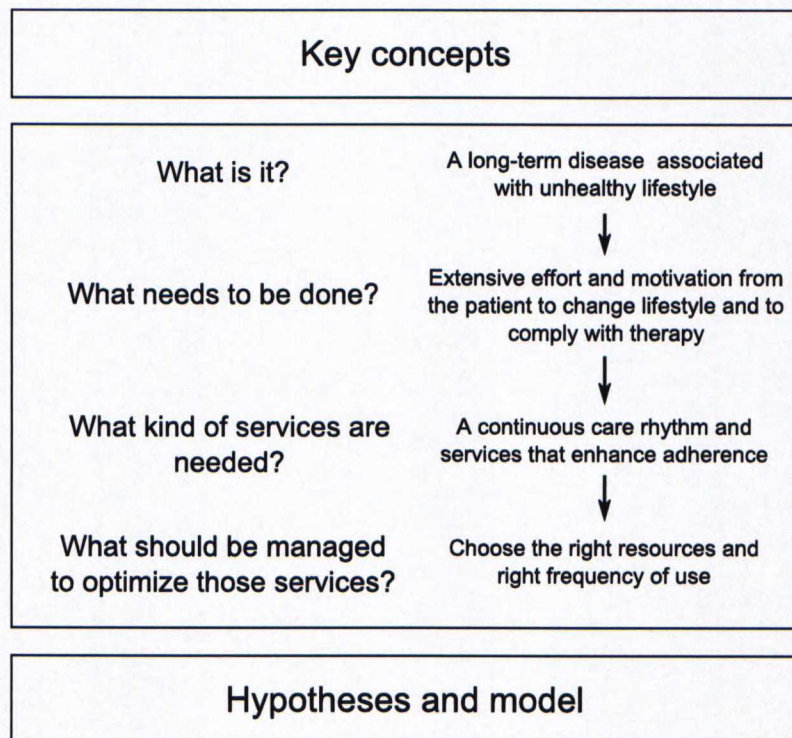 Key concepts
What is it?
A long-term disease associated
with unhealthy lifestyle
What needs to be done?
Extensive effort and motivation from
the patient to change lifestyle and to
comply with therapy
What kind of services are
needed?
A continuous care rhythm and
services that enhance adherence
What should be managed
to optimize those services?
Choose the right resources and
right frequency of use
Hypotheses and model